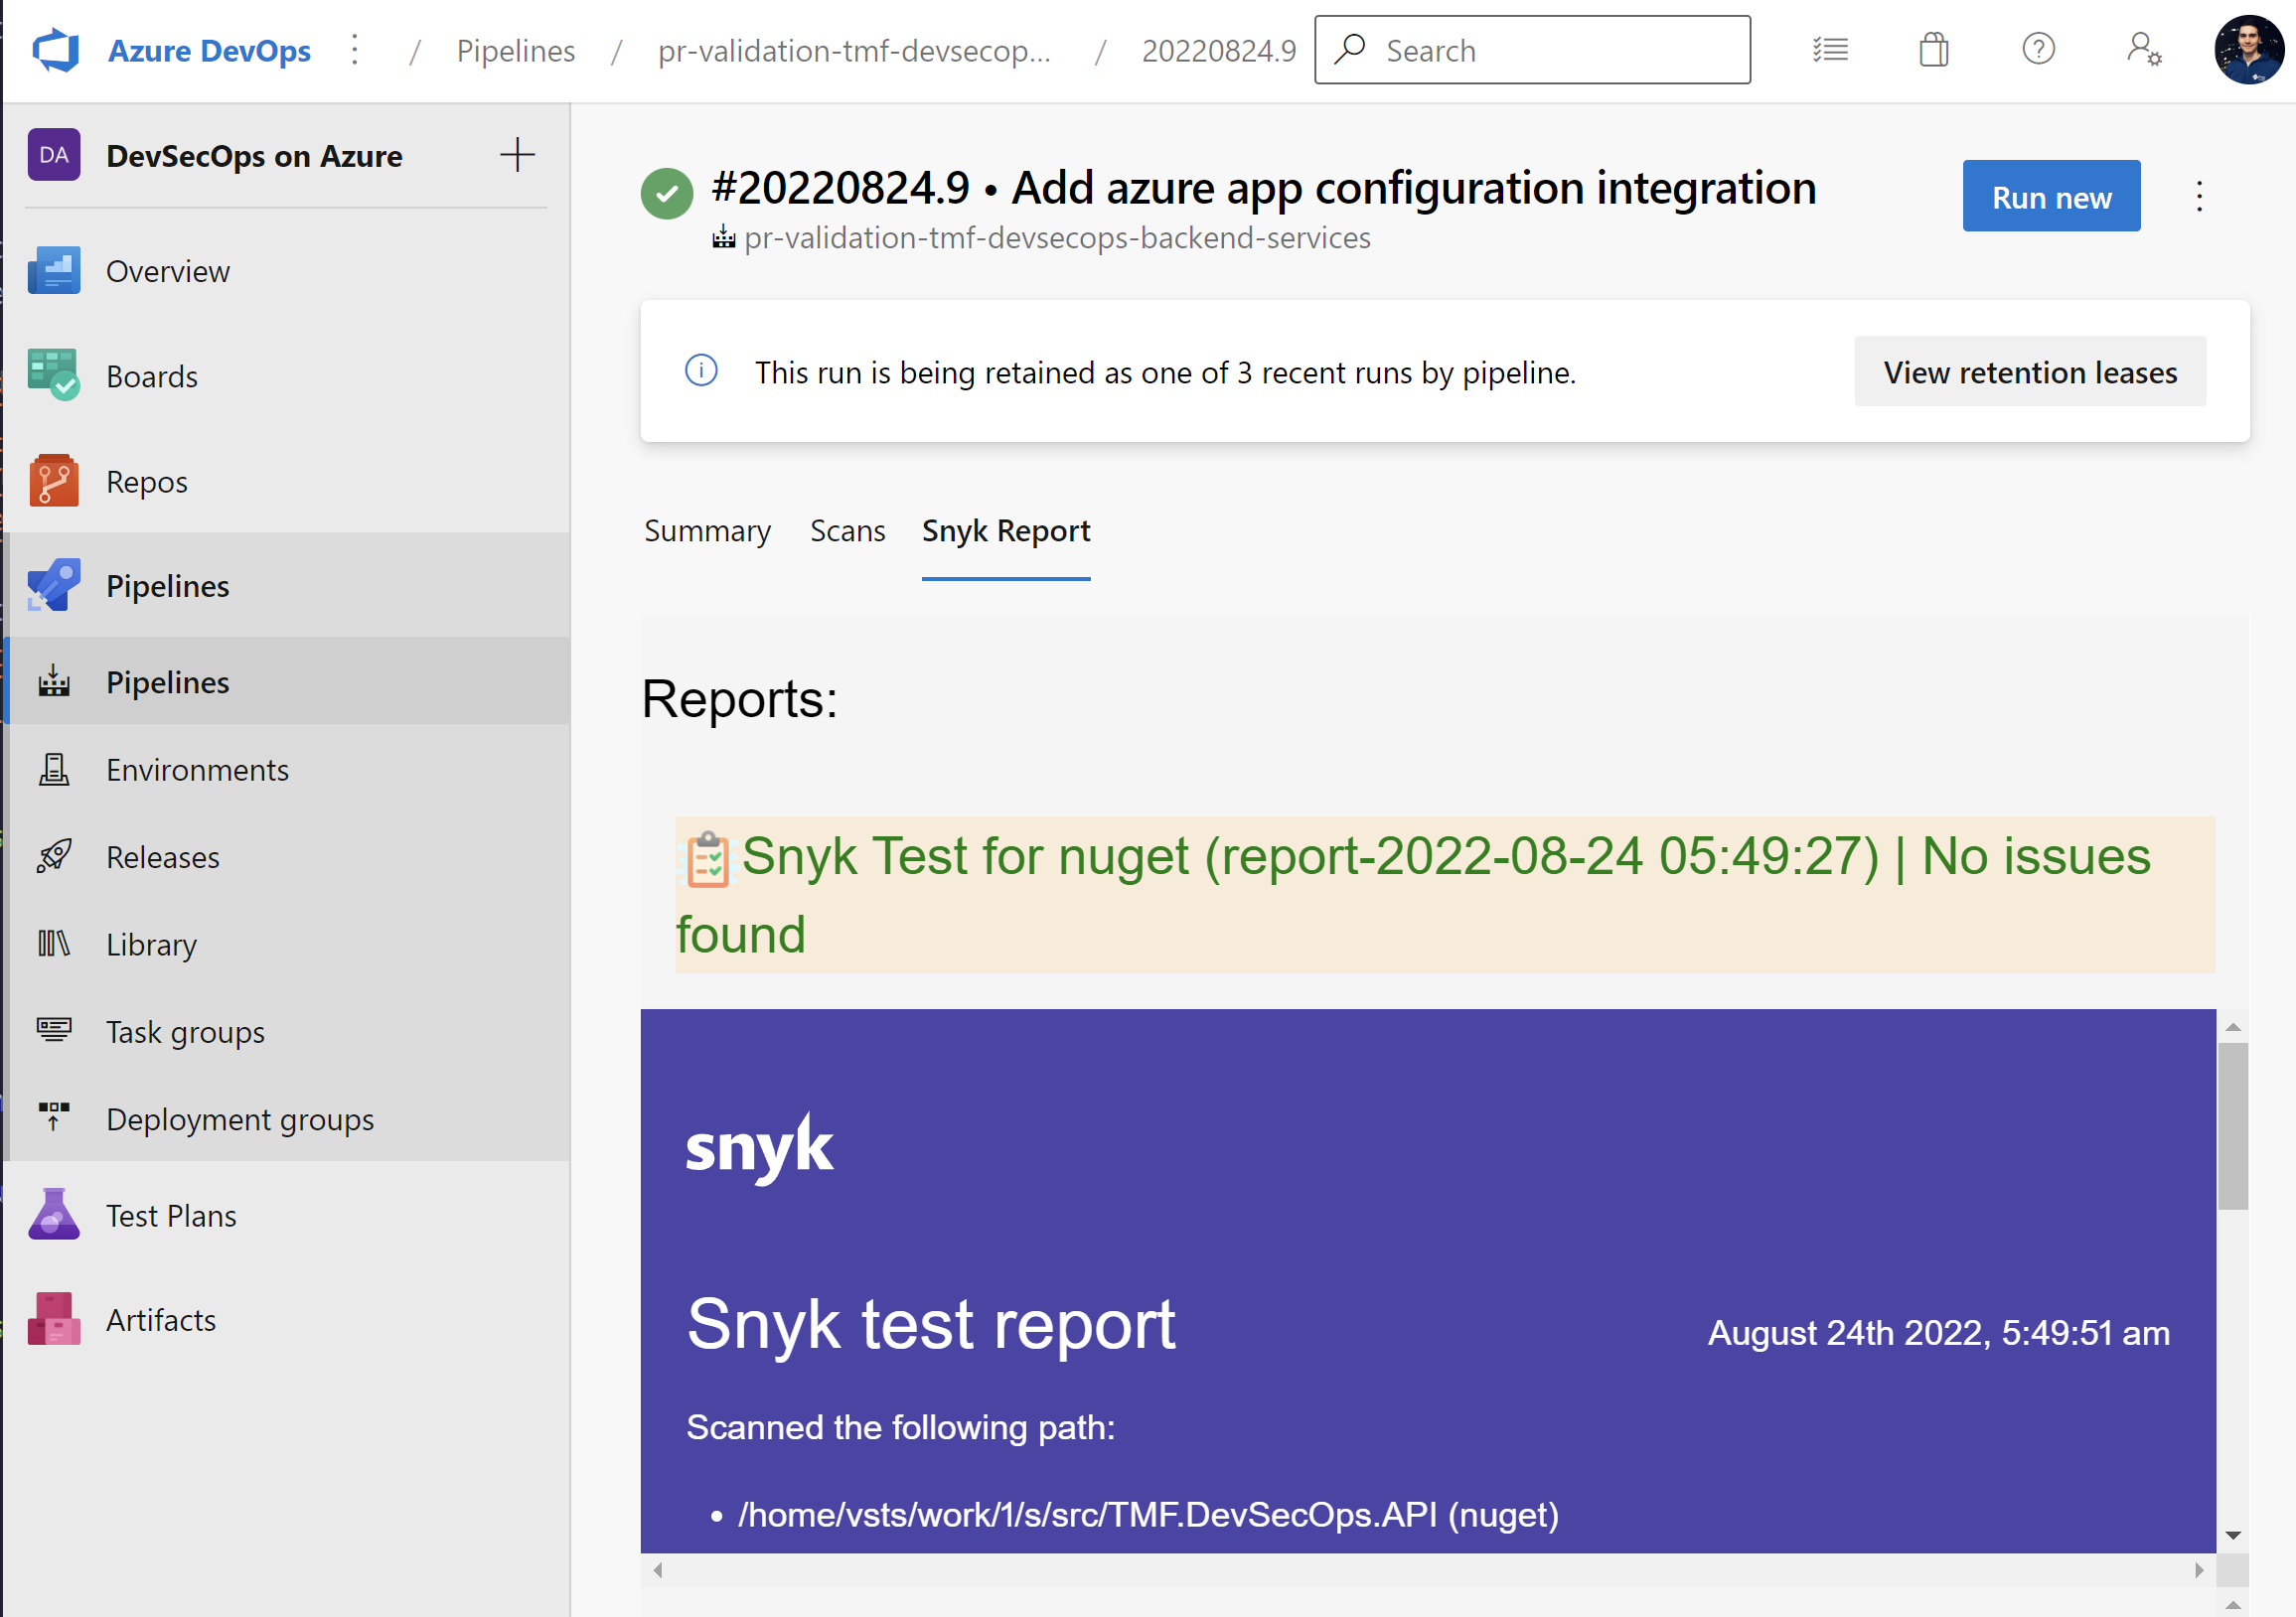 Azure DevOps / Pipelines / pr-validation-tmf-devsecop... / 20220824.9 Search
DA DevSecOps on Azure
Overview
Boards
Repos
Pipelines
Pipelines
Environments
Releases
Library
Task groups
Deployment groups
Test Plans
Artifacts
#20220824.9 • Add azure app configuration integration
pr-validation-tmf-devsecops-backend-services
Run new
This run is being retained as one of 3 recent runs by pipeline.
View retention leases
Summary Scans Snyk Report
Reports:
Snyk Test for nuget (report-2022-08-24 05:49:27) | No issues
found
snyk
Snyk test report
August 24th 2022, 5:49:51 am
Scanned the following path:
• /home/vsts/work/1/s/src/TMF.DevSecOps.API (nuget)